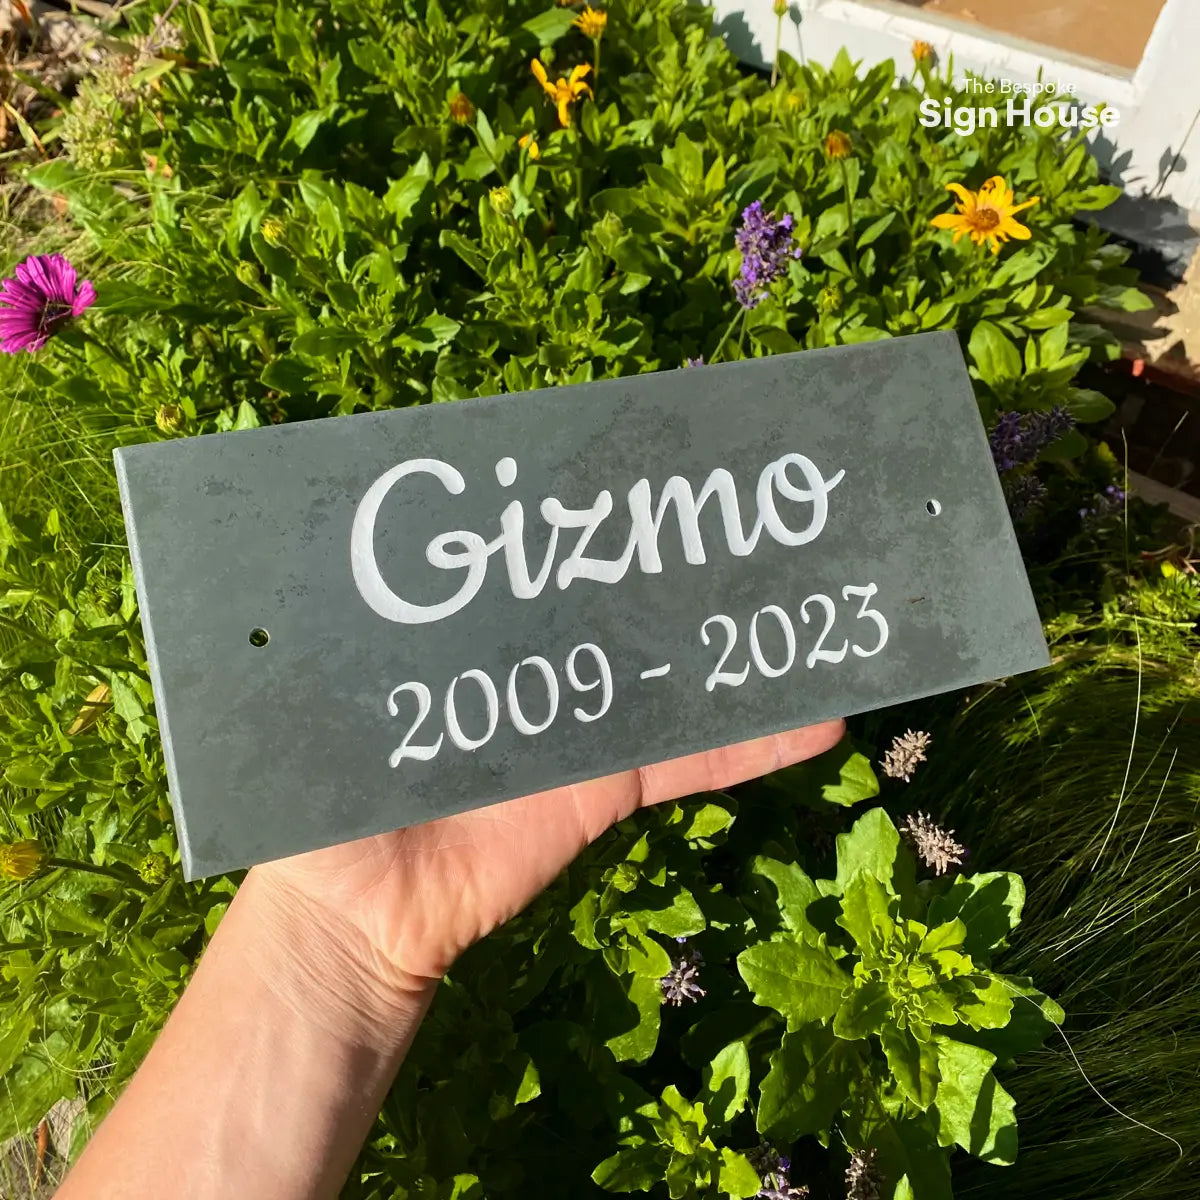 The Bespoke
Sign House
Gizmo
2009 - 2023